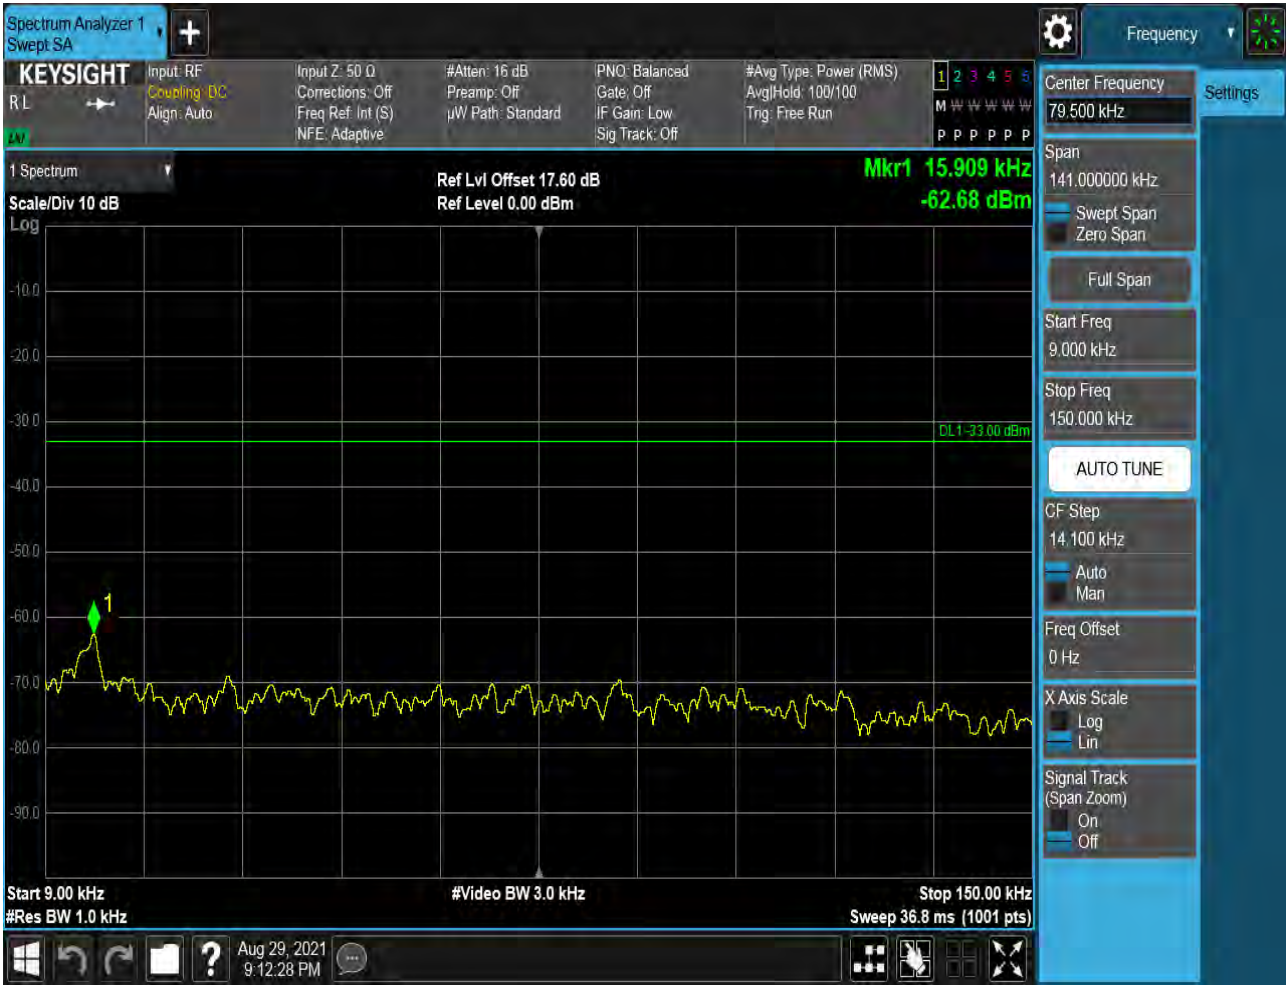 Spectrum Analyzer 1
Swept SA
+
Frequency
KEYSIGHT
R L
LXI
Input: RF
Coupling: DC
Align: Auto
Input Z: 50 Ω
Corrections: Off
Freq Ref: Int (S)
NFE: Adaptive
#Atten: 16 dB
Preamp: Off
µW Path: Standard
PNO: Balanced
Gate: Off
IF Gain: Low
Sig Track: Off
#Avg Type: Power (RMS)
Avg|Hold: 100/100
Trig: Free Run
1 2 3 4 5 6
M W W W W W
P P P P P P
1 Spectrum
Scale/Div 10 dB
Log
Ref Lvl Offset 17.60 dB
Ref Level 0.00 dBm
Mkr1 15.909 kHz
-62.68 dBm
-10.0
-20.0
-30.0
DL1 -33.00 dBm
-40.0
-50.0
1
-60.0
-70.0
-80.0
-90.0
Start 9.00 kHz
#Video BW 3.0 kHz
Stop 150.00 kHz
#Res BW 1.0 kHz
Sweep 36.8 ms (1001 pts)
?
Aug 29, 2021
9:12:28 PM
Center Frequency
79.500 kHz
Settings
Span
141.000000 kHz
Swept Span
Zero Span
Full Span
Start Freq
9.000 kHz
Stop Freq
150.000 kHz
AUTO TUNE
CF Step
14.100 kHz
Auto
Man
Freq Offset
0 Hz
X Axis Scale
Log
Lin
Signal Track
(Span Zoom)
On
Off